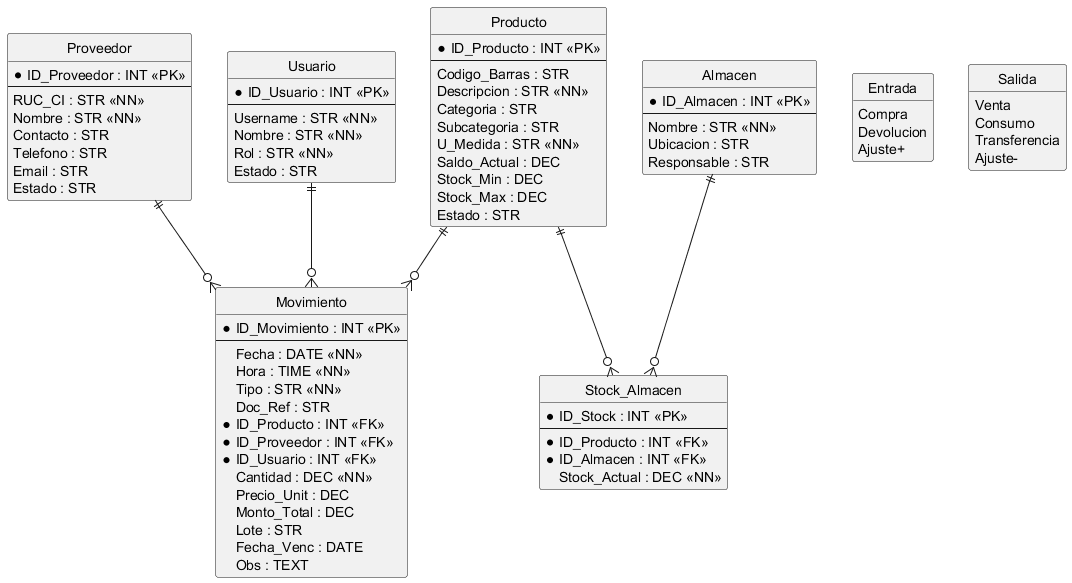 Proveedor
* ID_Proveedor : INT «PK»
RUC_CI : STR «NN»
Nombre : STR «NN»
Contacto : STR
Telefono : STR
Email : STR
Estado : STR
Usuario
* ID_Usuario : INT «PK»
Username : STR «NN»
Nombre : STR «NN»
Rol : STR «NN»
Estado : STR
Producto
* ID_Producto : INT «PK»
Codigo_Barras : STR
Descripcion : STR «NN»
Categoria : STR
Subcategoria : STR
U_Medida : STR «NN»
Saldo_Actual : DEC
Stock_Min : DEC
Stock_Max : DEC
Estado : STR
Almacen
* ID_Almacen : INT «PK»
Nombre : STR «NN»
Ubicacion : STR
Responsable : STR
Entrada
Compra
Devolucion
Ajuste+
Salida
Venta
Consumo
Transferencia
Ajuste-
Movimiento
* ID_Movimiento : INT «PK»
Fecha : DATE «NN»
Hora : TIME «NN»
Tipo : STR «NN»
Doc_Ref : STR
* ID_Producto : INT «FK»
* ID_Proveedor : INT «FK»
* ID_Usuario : INT «FK»
Cantidad : DEC «NN»
Precio_Unit : DEC
Monto_Total : DEC
Lote : STR
Fecha_Venc : DATE
Obs : TEXT
Stock_Almacen
* ID_Stock : INT «PK»
* ID_Producto : INT «FK»
* ID_Almacen : INT «FK»
Stock_Actual : DEC «NN»